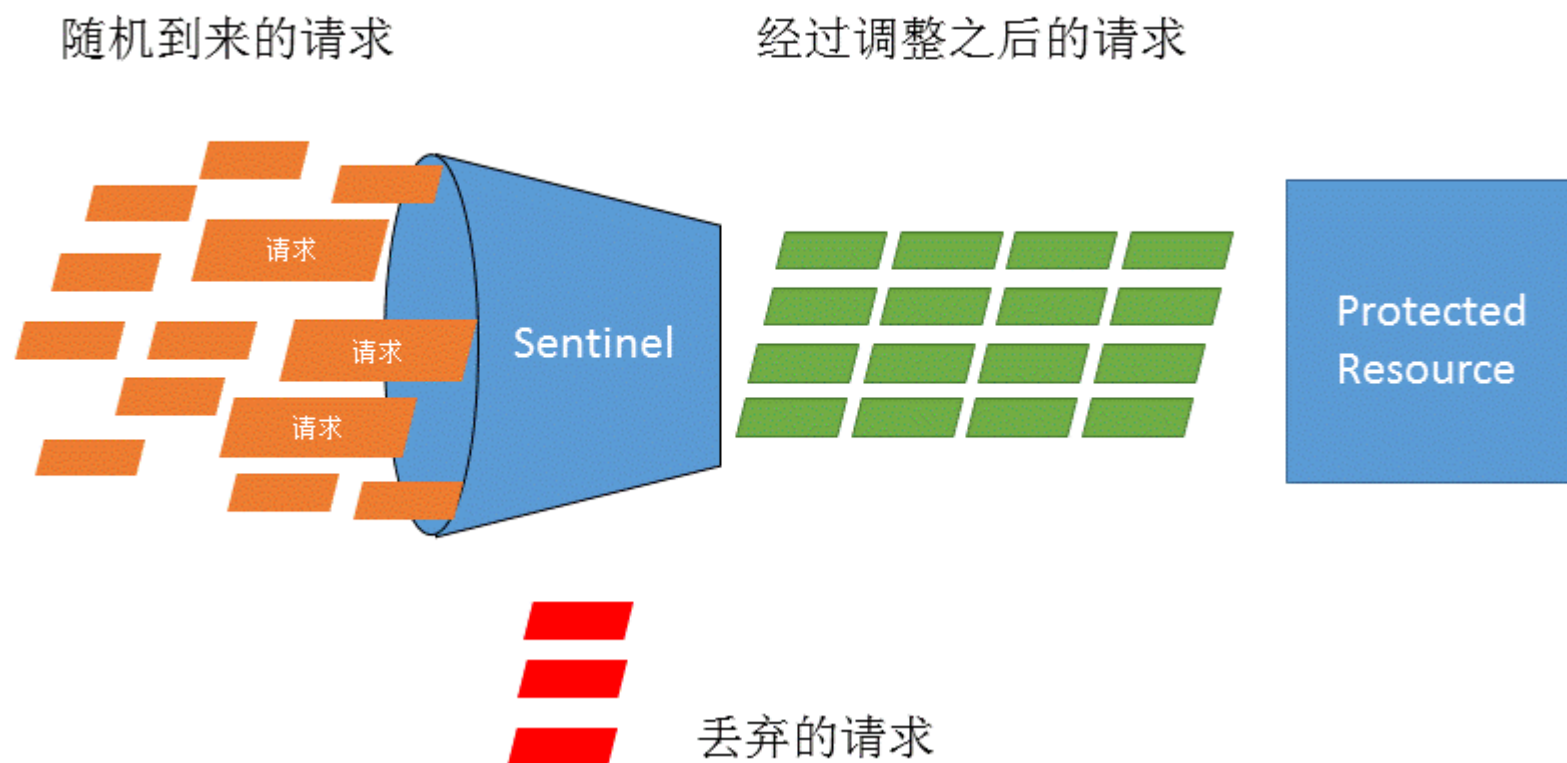 随机到来的请求
经过调整之后的请求
请求
请求
请求
Sentinel
Protected
Resource
丢弃的请求